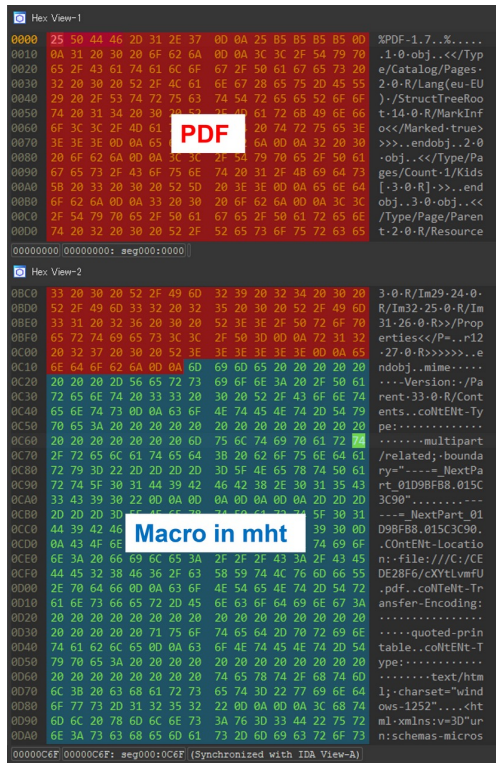 Hex View-1
0000 25 50 44 46 2D 31 2E 37 0D 0A 25 B5 B5 B5 B5 0D %PDF-1.7..%.....
0010 0A 31 20 30 20 6F 62 6A 0D 0A 3C 3C 2F 54 79 70 .1·0·obj..<</Typ
0020 65 2F 43 61 74 61 6C 6F 67 2F 50 61 67 65 73 20 e/Catalog/Pages·
0030 32 20 30 20 52 2F 4C 61 6E 67 28 65 75 2D 45 55 2·0·R/Lang(eu-EU
0040 29 20 2F 53 74 72 75 63 74 54 72 65 65 52 6F 6F )·/StructTreeRoo
0050 74 20 31 34 20 30 20 52 2F 4D 61 72 6B 49 6E 66 t·14·0·R/MarkInf
0060 6F 3C 3C 2F 4D 61 20 74 72 75 65 3E o<</Marked·true>
0070 3E 3E 3E 0D 0A 65 6A 0D 0A 32 20 30 >>>..endobj..2·0
0080 20 6F 62 6A 0D 0A 3C 3C 2F 54 79 70 65 2F 50 61 ·obj..<</Type/Pa
0090 67 65 73 2F 43 6F 75 6E 74 20 31 2F 4B 69 64 73 ges/Count·1/Kids
00A0 5B 20 33 20 30 20 52 5D 20 3E 3E 0D 0A 65 6E 64 [·3·0·R]·>>..end
00B0 6F 62 6A 0D 0A 33 20 30 20 6F 62 6A 0D 0A 3C 3C obj..3·0·obj..<<
00C0 2F 54 79 70 65 2F 50 61 67 65 2F 50 61 72 65 6E /Type/Page/Paren
00D0 74 20 32 20 30 20 52 2F 52 65 73 6F 75 72 63 65 t·2·0·R/Resource
PDF
00000000 00000000: seg000:0000
Hex View-2
0BC0 33 20 30 20 52 2F 49 6D 32 39 20 32 34 20 30 20 3·0·R/Im29·24·0·
0BD0 52 2F 49 6D 33 32 20 32 35 20 30 20 52 2F 49 6D R/Im32·25·0·R/Im
0BE0 33 31 20 32 36 20 30 20 52 3E 3E 2F 50 72 6F 70 31·26·0·R>>/Prop
0BF0 65 72 74 69 65 73 3C 3C 2F 50 3D 0D 0A 72 31 32 erties<</P=..r12
0C00 20 32 37 20 30 20 52 3E 3E 3E 3E 3E 3E 0D 0A 65 ·27·0·R>>>>>>..e
0C10 6E 64 6F 62 6A 0D 0A 6D 69 6D 65 20 20 20 20 20 ndobj..mime·····
0C20 20 20 20 2D 56 65 72 73 69 6F 6E 3A 20 2F 50 61 ···-Version:·/Pa
0C30 72 65 6E 74 20 33 33 20 30 20 52 2F 43 6F 6E 74 rent·33·0·R/Cont
0C40 65 6E 74 73 0D 0A 63 6F 4E 74 45 4E 74 2D 54 79 ents..coNtENt-Ty
0C50 70 65 3A 20 20 20 20 20 20 20 20 20 20 20 20 20 pe:·············
0C60 20 20 20 20 20 20 20 6D 75 6C 74 69 70 61 72 74 ·······multipart
0C70 2F 72 65 6C 61 74 65 64 3B 20 62 6F 75 6E 64 61 /related;·bounda
0C80 72 79 3D 22 2D 2D 2D 2D 3D 5F 4E 65 78 74 50 61 ry="----=_NextPa
0C90 72 74 5F 30 31 44 39 42 46 42 38 2E 30 31 35 43 rt_01D9BFB8.015C
0CA0 33 43 39 30 22 0D 0A 0D 0A 0D 0A 0D 0A 2D 2D 2D 3C90"........---
0CB0 2D 2D 2D 3D 5F 5F 30 31 ---=_NextPart_01
0CC0 44 39 42 46 39 30 0D D9BFB8.015C3C90.
0CD0 0A 43 4F 6E 74 69 6F .COntENt-Locatio
0CE0 6E 3A 20 66 69 6C 65 3A 2F 2F 2F 43 3A 2F 43 45 n:·file:///C:/CE
0CF0 44 45 32 38 46 36 2F 63 58 59 74 4C 76 6D 66 55 DE28F6/cXYtLvmfU
0D00 2E 70 64 66 0D 0A 63 6F 4E 54 65 4E 74 2D 54 72 .pdf..coNTeNt-Tr
0D10 61 6E 73 66 65 72 2D 45 6E 63 6F 64 69 6E 67 3A ansfer-Encoding:
0D20 20 20 20 20 20 20 20 20 20 20 20 20 20 20 20 20 ················
0D30 20 20 20 20 20 71 75 6F 74 65 64 2D 70 72 69 6E ·····quoted-prin
0D40 74 61 62 6C 65 0D 0A 63 6F 4E 74 45 4E 74 2D 54 table..coNtENt-T
0D50 79 70 65 3A 20 20 20 20 20 20 20 20 20 20 20 20 ype:············
0D60 20 20 20 20 20 20 20 20 74 65 78 74 2F 68 74 6D ········text/htm
0D70 6C 3B 20 63 68 61 72 73 65 74 3D 22 77 69 6E 64 l;·charset="wind
0D80 6F 77 73 2D 31 32 35 32 22 0D 0A 0D 0A 3C 68 74 ows-1252"....<ht
0D90 6D 6C 20 78 6D 6C 6E 73 3A 76 3D 33 44 22 75 72 ml·xmlns:v=3D"ur
0DA0 6E 3A 73 63 68 65 6D 61 73 2D 6D 69 63 72 6F 73 n:schemas-micros
Macro in mht
00000C6F 00000C6F: seg000:0C6F (Synchronized with IDA View-A)